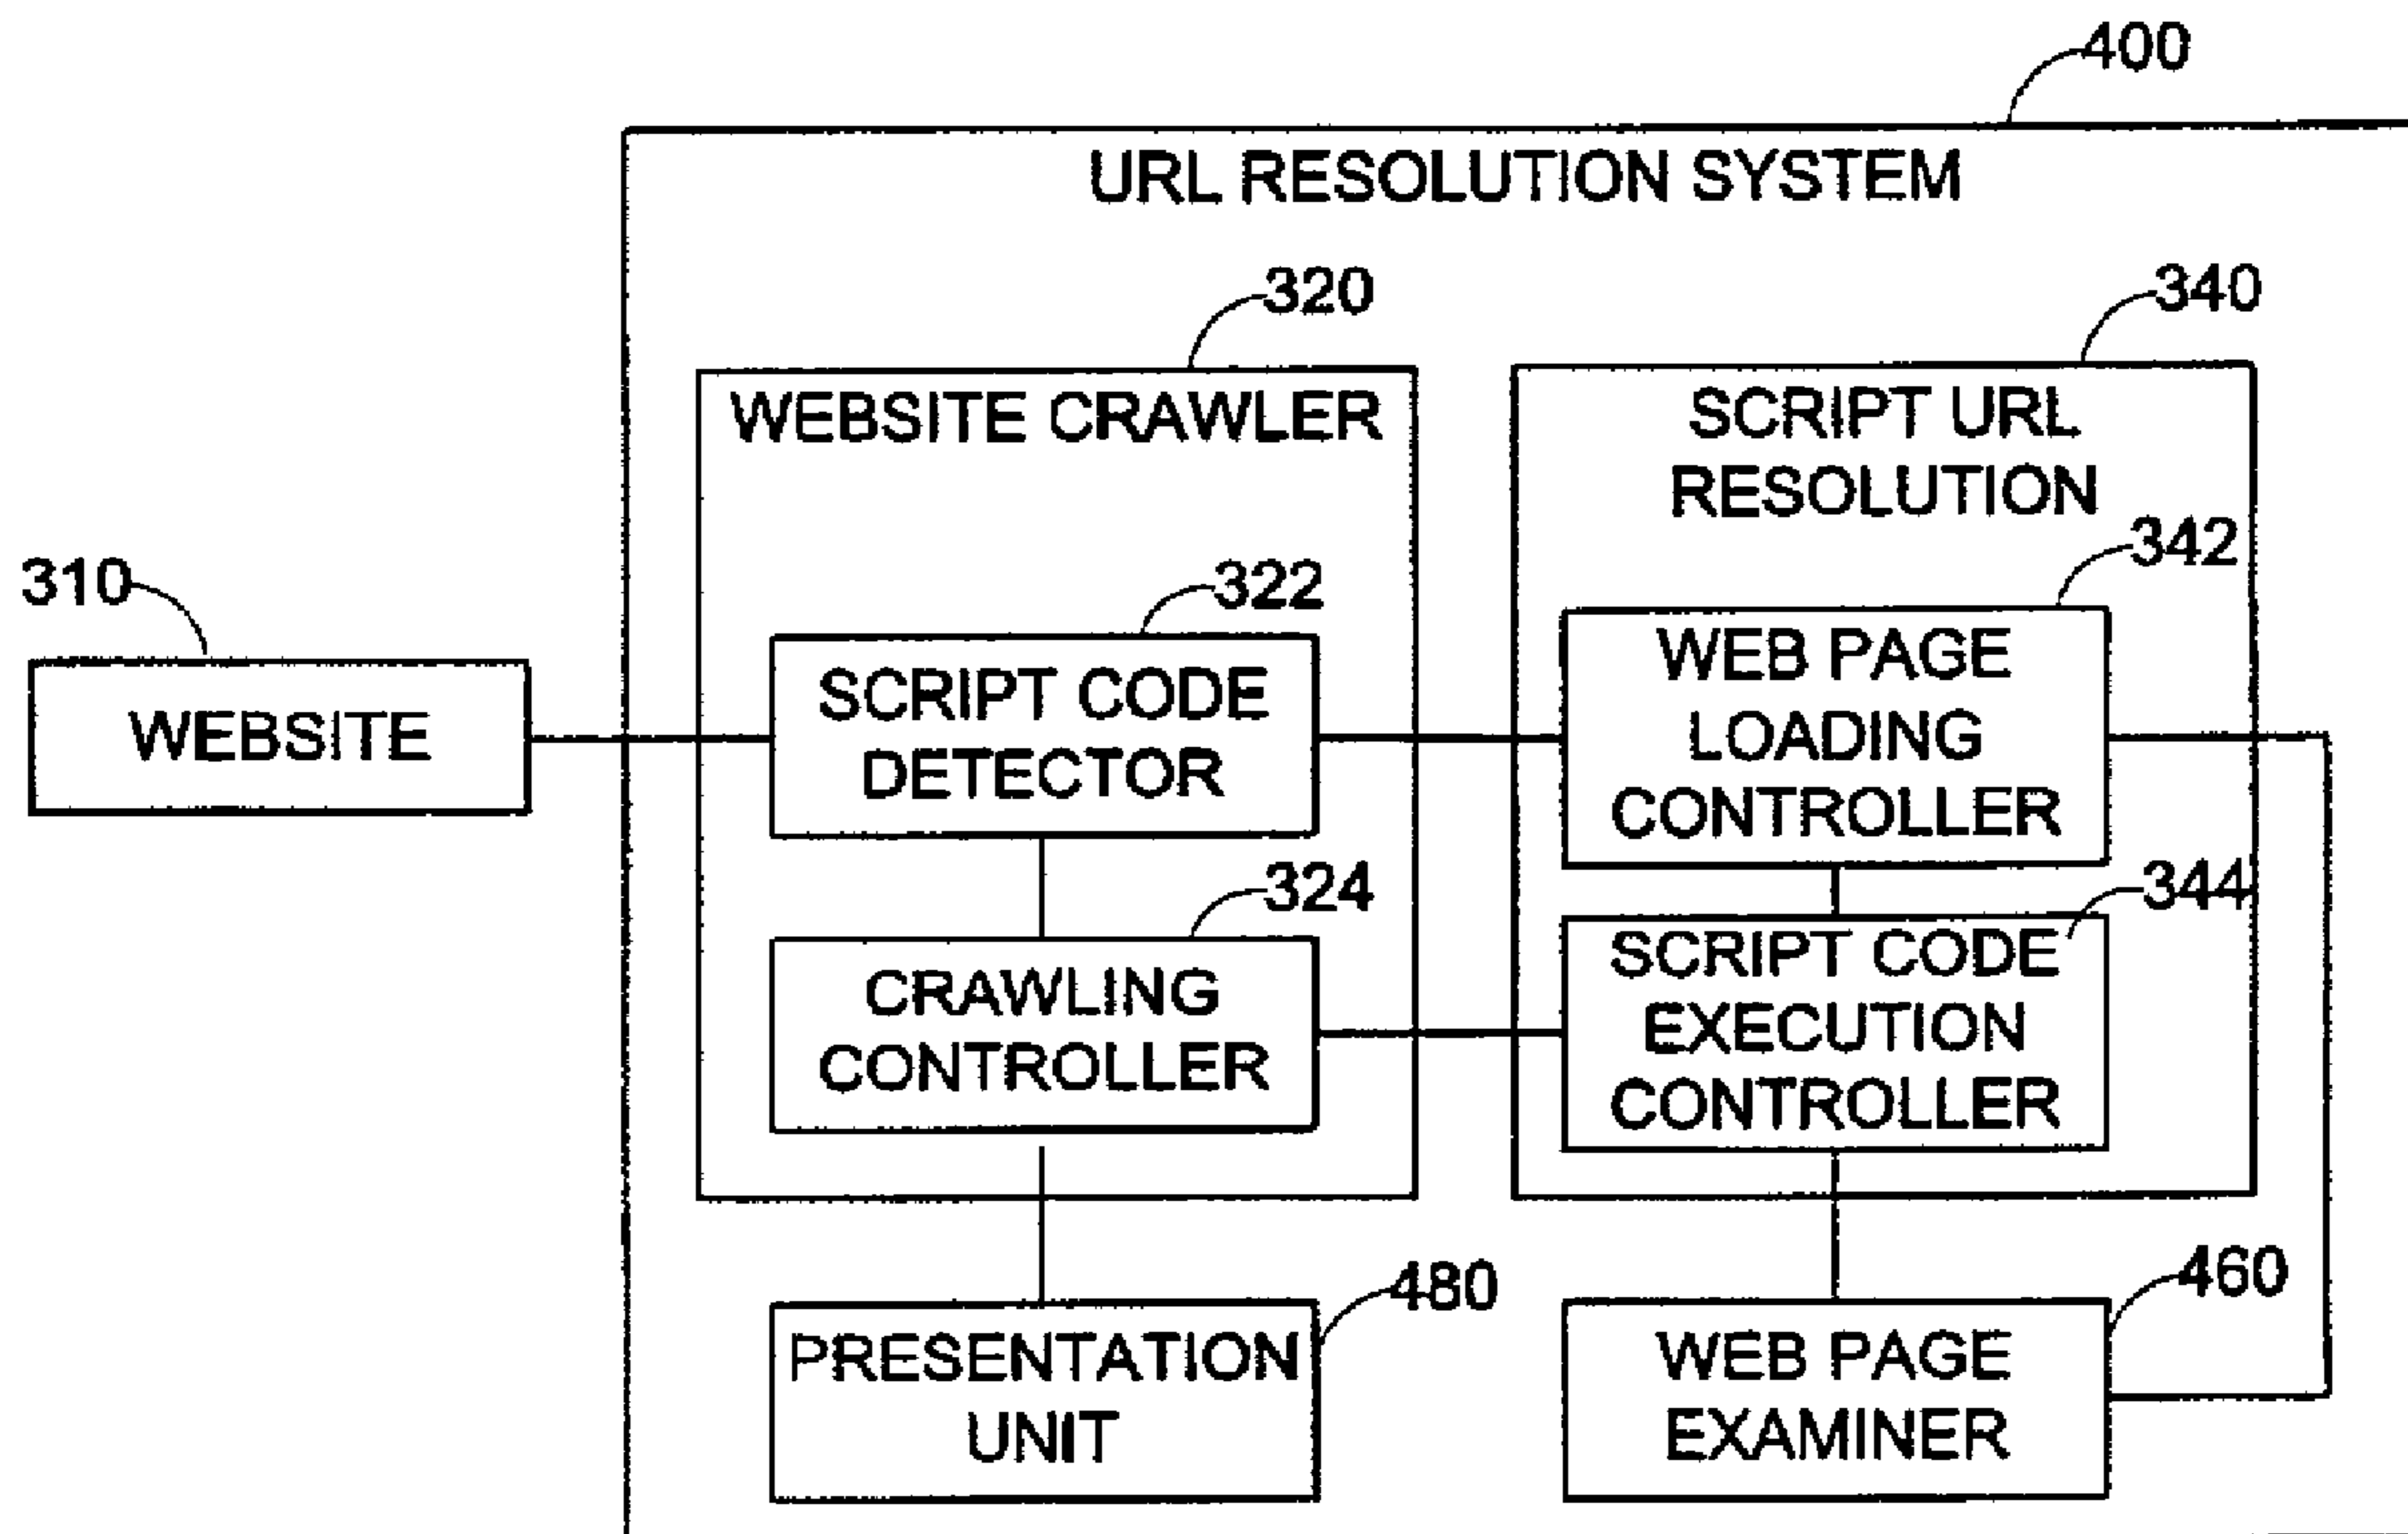 400
URL RESOLUTION SYSTEM
320
340
WEBSITE CRAWLER
SCRIPT URL
RESOLUTION
310
322
342
WEBSITE
SCRIPT CODE
DETECTOR
WEB PAGE
LOADING
CONTROLLER
324
344
CRAWLING
CONTROLLER
SCRIPT CODE
EXECUTION
CONTROLLER
480
460
PRESENTATION
UNIT
WEB PAGE
EXAMINER